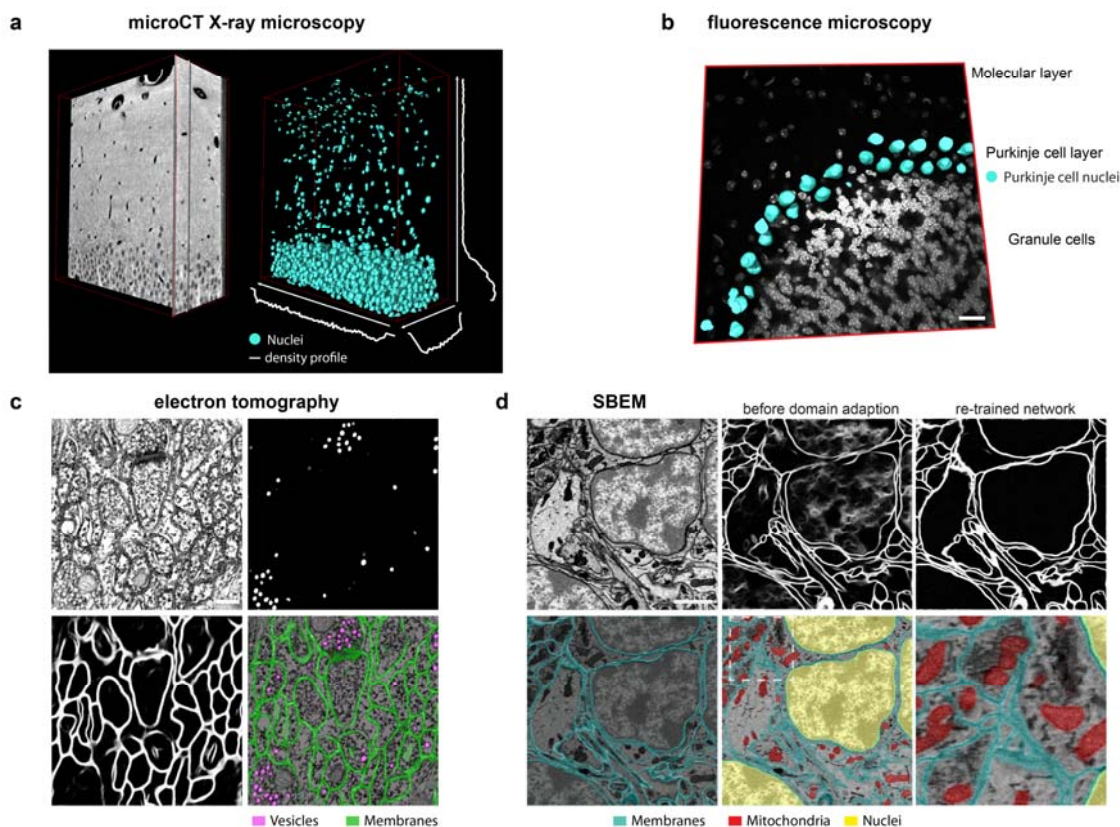 a
microCT X-ray microscopy
Nuclei
density profile
b
fluorescence microscopy
Molecular layer
Purkinje cell layer
Purkinje cell nuclei
Granule cells
c
electron tomography
Vesicles
Membranes
d
SBEM
before domain adaption
re-trained network
Membranes
Mitochondria
Nuclei